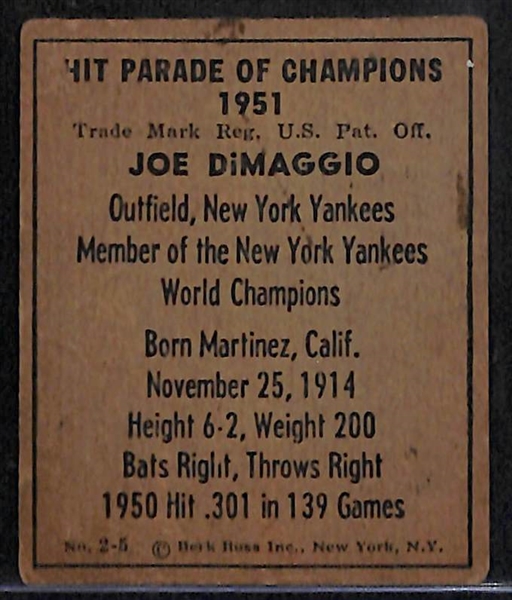 HIT PARADE OF CHAMPIONS
1951
Trade Mark Reg. U.S. Pat. Off.
JOE DiMAGGIO
Outfield, New York Yankees
Member of the New York Yankees
World Champions
Born Martinez, Calif.
November 25, 1914
Height 6-2, Weight 200
Bats Right, Throws Right
1950 Hit .301 in 139 Games
No. 2-5 © Berk Ross Inc., New York, N.Y.